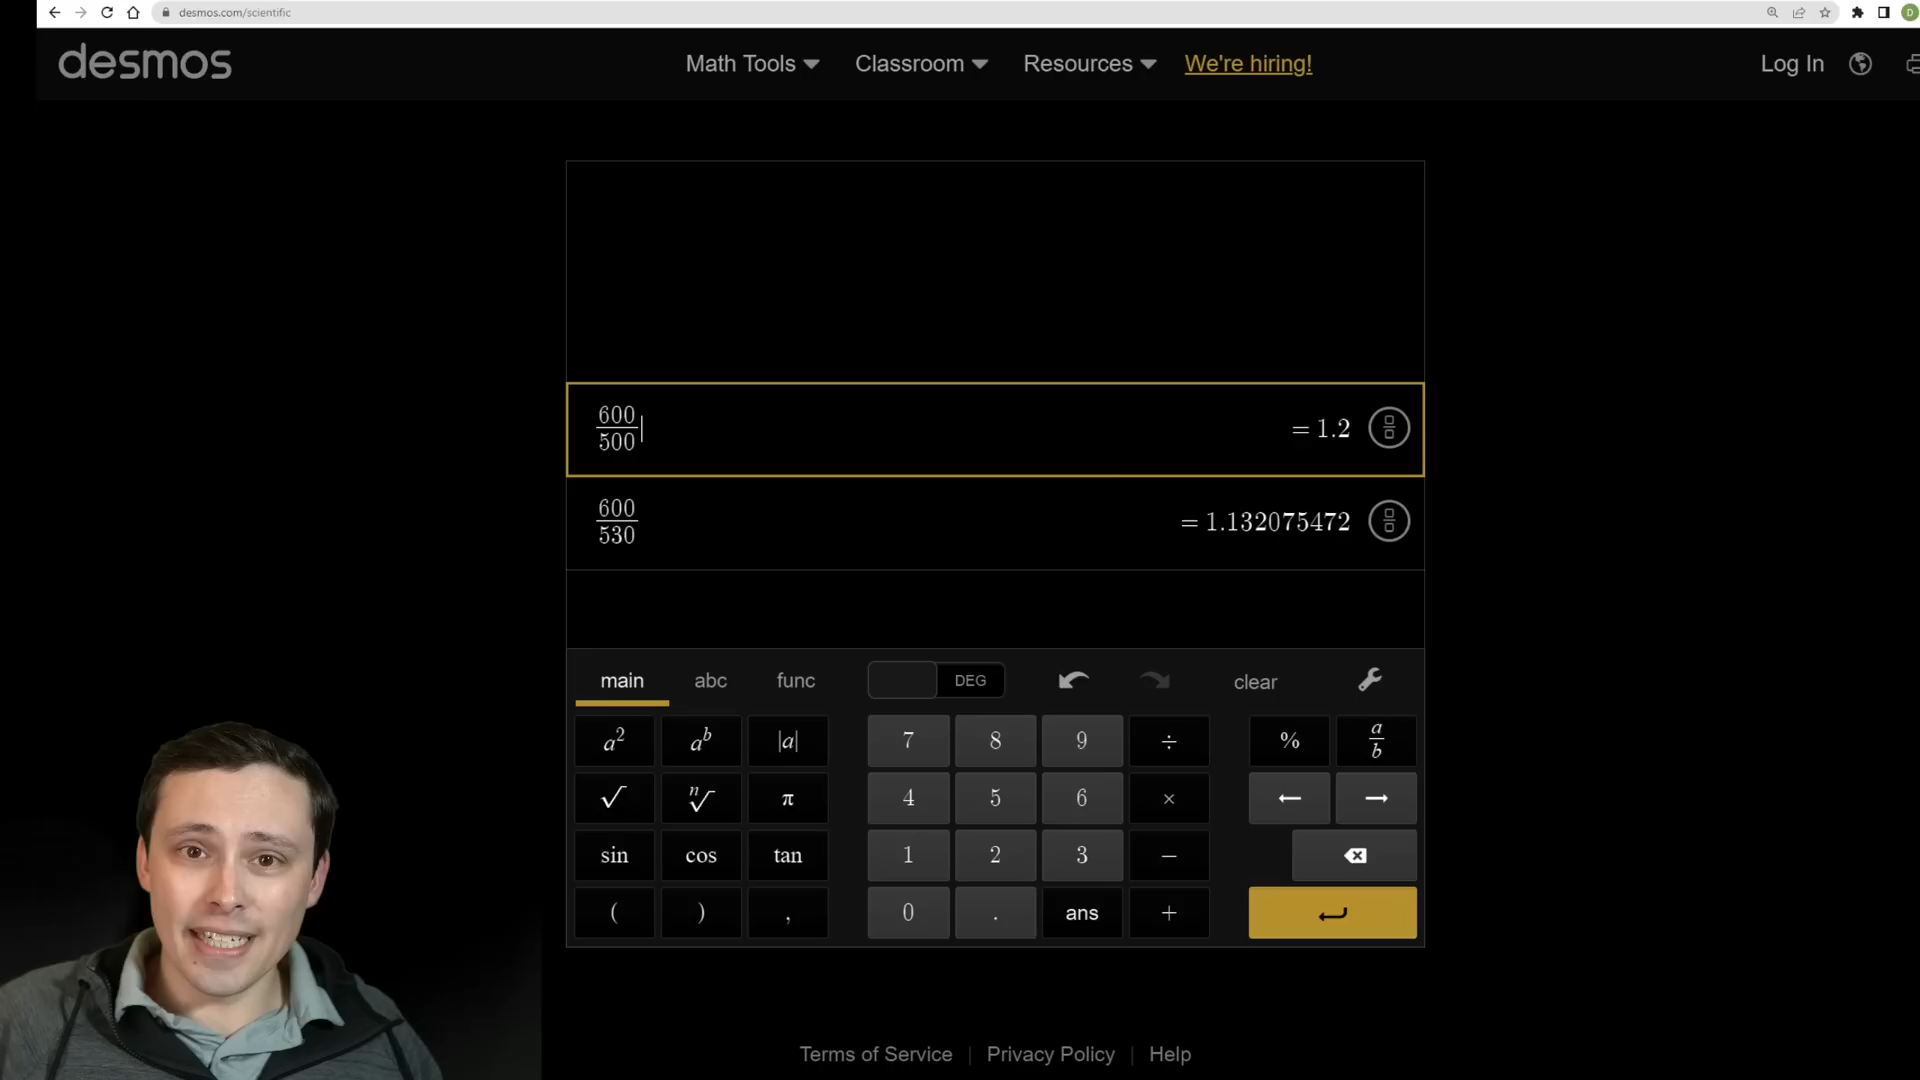 desmos.com/scientific
D
desmos
Math Tools
Classroom
Resources
We're hiring!
Log In
600
500
= 1.2
600
530
= 1.132075472
main
abc
func
DEG
clear
a²
aᵇ
|a|
7
8
9
÷
%
a
b
√
ⁿ√
π
4
5
6
×
←
→
sin
cos
tan
1
2
3
−
(
)
,
0
.
ans
+
Terms of Service | Privacy Policy | Help